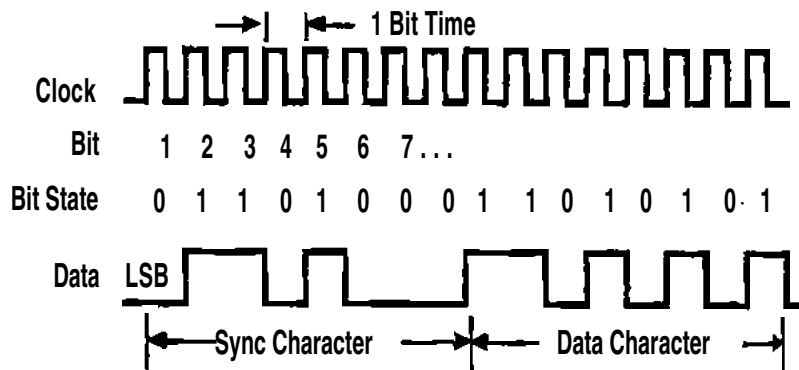 1 Bit Time
Clock
Bit 1 2 3 4 5 6 7...
Bit State 0 1 1 0 1 0 0 0 1 1 0 1 0 1 0 1
Data LSB
Sync Character Data Character